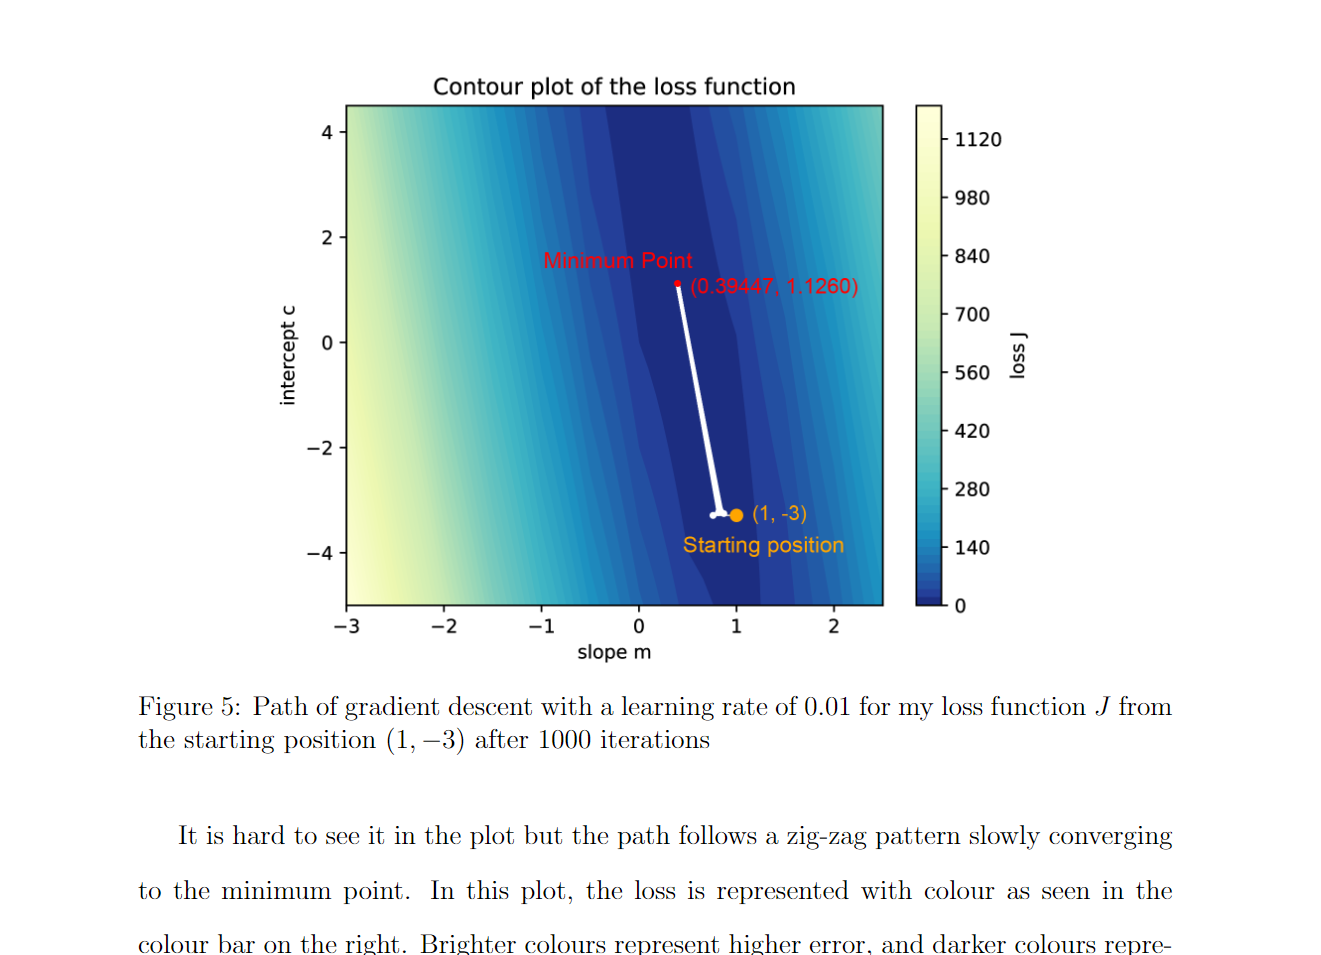 Contour plot of the loss function
4
2
0
−2
−4
intercept c
Minimum Point
(0.39447, 1.1260)
(1, -3)
Starting position
−3 −2 −1 0 1 2
slope m
1120
980
840
700
560
420
280
140
0
loss J
Figure 5: Path of gradient descent with a learning rate of 0.01 for my loss function J from
the starting position (1, −3) after 1000 iterations
It is hard to see it in the plot but the path follows a zig-zag pattern slowly converging
to the minimum point. In this plot, the loss is represented with colour as seen in the
colour bar on the right. Brighter colours represent higher error, and darker colours repre-